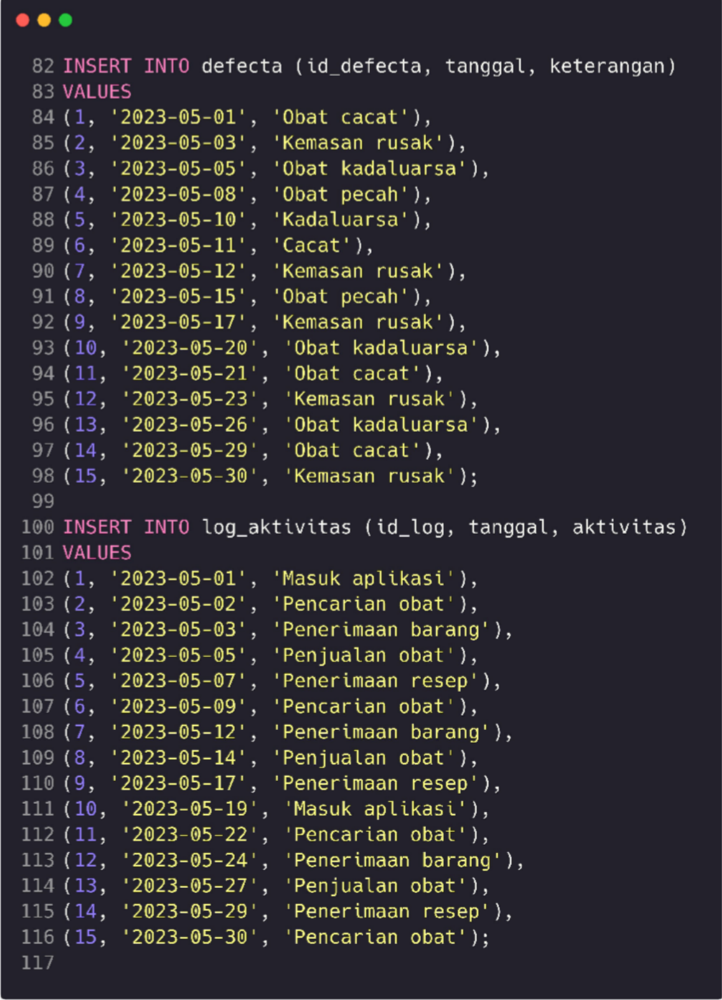 82 INSERT INTO defecta (id_defecta, tanggal, keterangan)
83 VALUES
84 (1, '2023-05-01', 'Obat cacat'),
85 (2, '2023-05-03', 'Kemasan rusak'),
86 (3, '2023-05-05', 'Obat kadaluarsa'),
87 (4, '2023-05-08', 'Obat pecah'),
88 (5, '2023-05-10', 'Kadaluarsa'),
89 (6, '2023-05-11', 'Cacat'),
90 (7, '2023-05-12', 'Kemasan rusak'),
91 (8, '2023-05-15', 'Obat pecah'),
92 (9, '2023-05-17', 'Kemasan rusak'),
93 (10, '2023-05-20', 'Obat kadaluarsa'),
94 (11, '2023-05-21', 'Obat cacat'),
95 (12, '2023-05-23', 'Kemasan rusak'),
96 (13, '2023-05-26', 'Obat kadaluarsa'),
97 (14, '2023-05-29', 'Obat cacat'),
98 (15, '2023-05-30', 'Kemasan rusak');
99
100 INSERT INTO log_aktivitas (id_log, tanggal, aktivitas)
101 VALUES
102 (1, '2023-05-01', 'Masuk aplikasi'),
103 (2, '2023-05-02', 'Pencarian obat'),
104 (3, '2023-05-03', 'Penerimaan barang'),
105 (4, '2023-05-05', 'Penjualan obat'),
106 (5, '2023-05-07', 'Penerimaan resep'),
107 (6, '2023-05-09', 'Pencarian obat'),
108 (7, '2023-05-12', 'Penerimaan barang'),
109 (8, '2023-05-14', 'Penjualan obat'),
110 (9, '2023-05-17', 'Penerimaan resep'),
111 (10, '2023-05-19', 'Masuk aplikasi'),
112 (11, '2023-05-22', 'Pencarian obat'),
113 (12, '2023-05-24', 'Penerimaan barang'),
114 (13, '2023-05-27', 'Penjualan obat'),
115 (14, '2023-05-29', 'Penerimaan resep'),
116 (15, '2023-05-30', 'Pencarian obat');
117